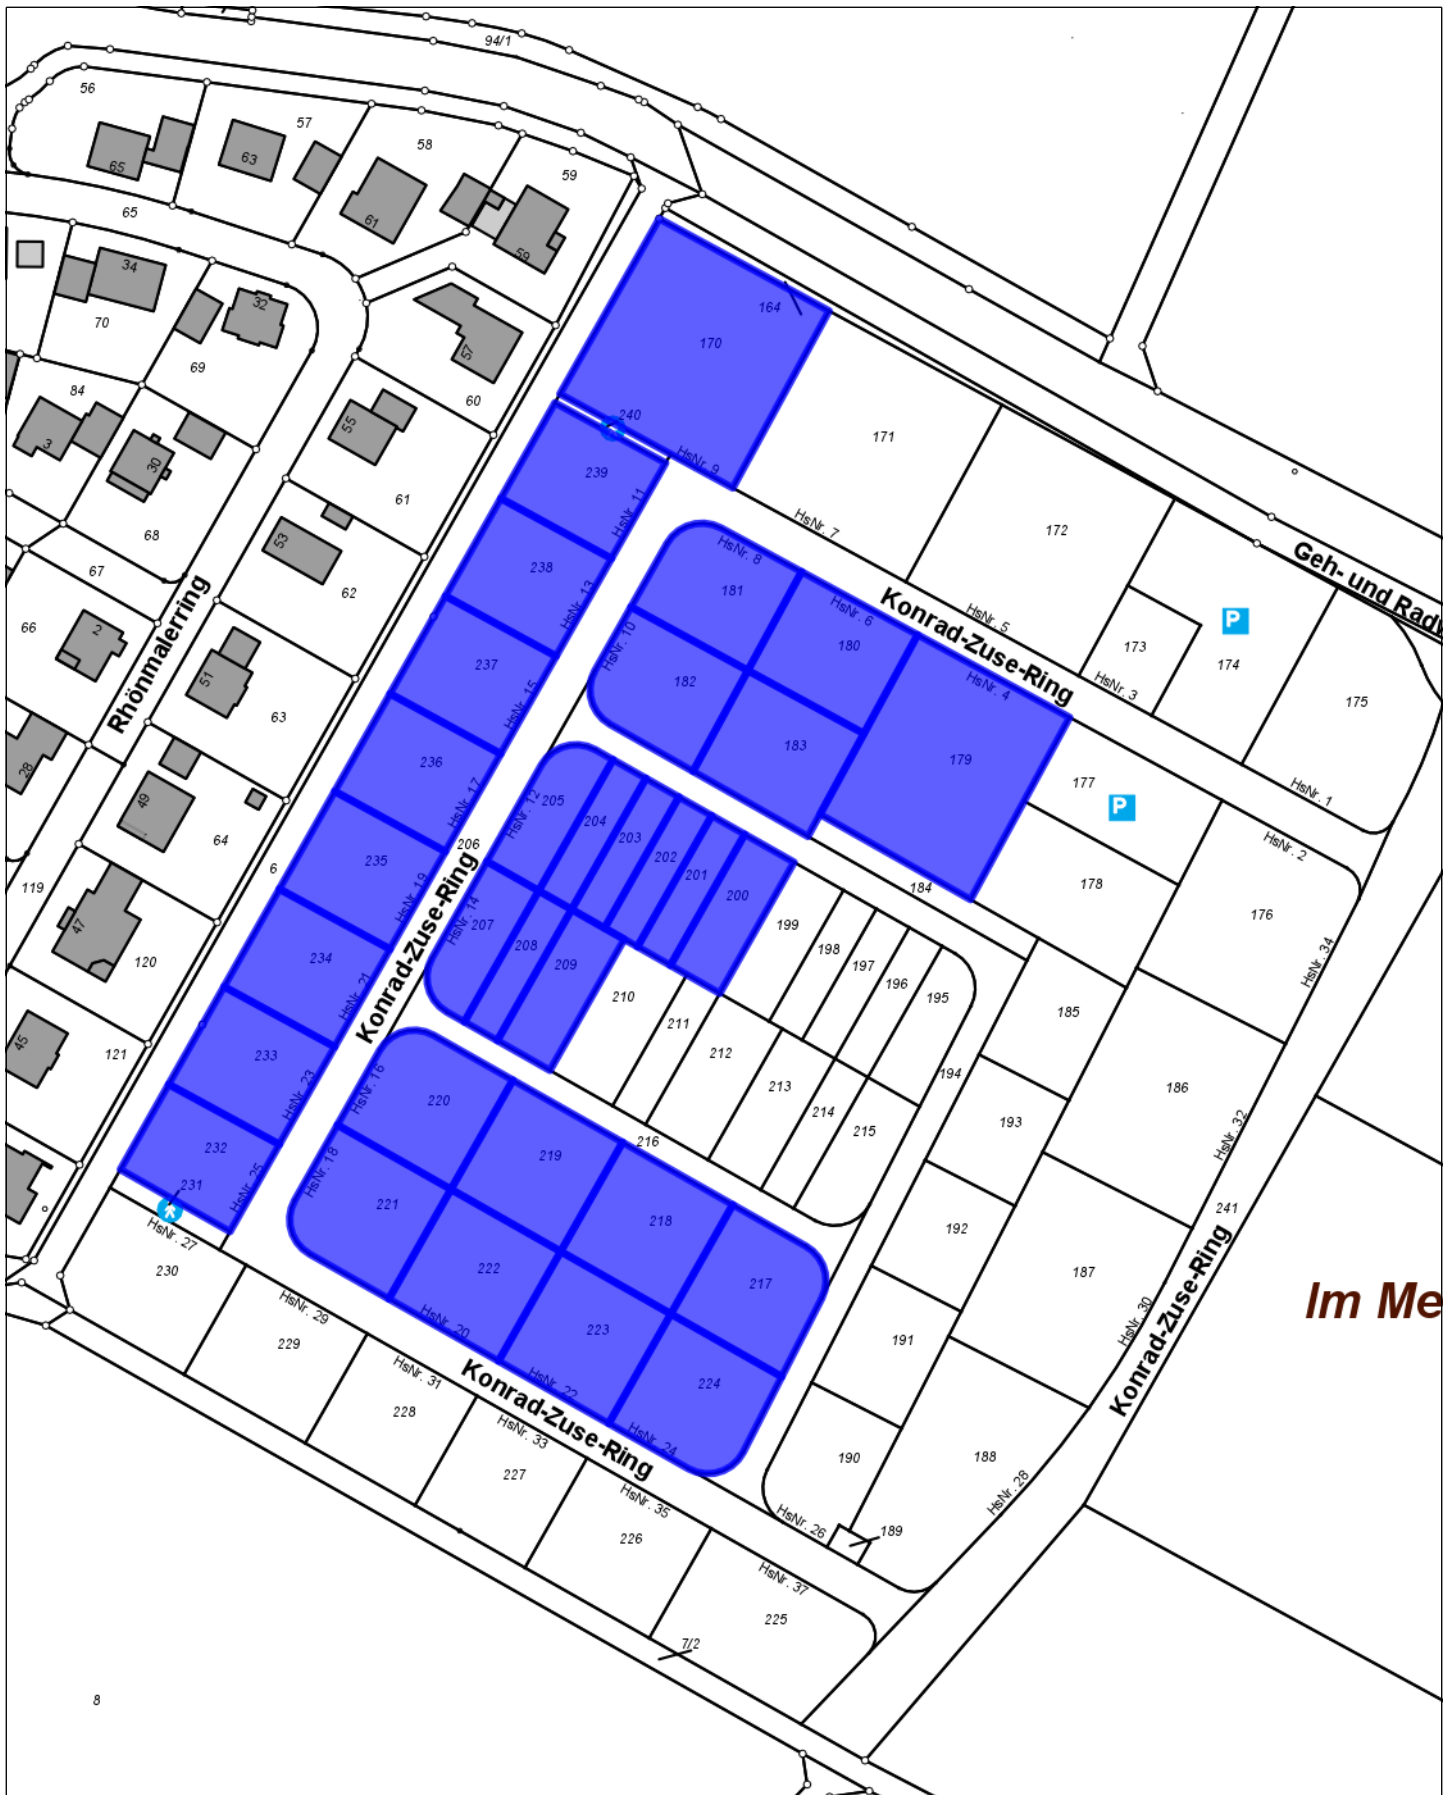 94/1
56
57
58
59
65
63
61
59
65
34
70
32
69
57
60
84
3
30
55
68
61
53
67
62
66
2
51
63
28
49
64
6
119
47
120
45
121
Rhönmalerring
164
170
240
HsNr. 9
171
HsNr. 7
172
HsNr. 5
173
HsNr. 3
P
174
175
HsNr. 1
Geh- und Radw
239
HsNr. 11
238
HsNr. 13
237
HsNr. 15
236
HsNr. 17
235
HsNr. 19
234
HsNr. 21
233
HsNr. 23
232
HsNr. 25
231
HsNr. 27
HsNr. 8
181
HsNr. 6
180
HsNr. 10
182
183
HsNr. 4
179
Konrad-Zuse-Ring
177
P
178
HsNr. 2
176
184
HsNr. 34
HsNr. 12
205
204
203
202
201
200
199
198
197
196
195
206
HsNr. 14
207
208
209
210
211
212
213
214
215
216
Konrad-Zuse-Ring
185
194
193
186
192
HsNr. 32
241
187
191
HsNr. 30
190
188
HsNr. 28
189
HsNr. 26
Konrad-Zuse-Ring
Im Me
HsNr. 16
220
219
218
217
HsNr. 18
221
222
223
224
HsNr. 20
HsNr. 22
HsNr. 24
Konrad-Zuse-Ring
230
HsNr. 29
229
HsNr. 31
228
HsNr. 33
227
HsNr. 35
226
HsNr. 37
225
7/2
8